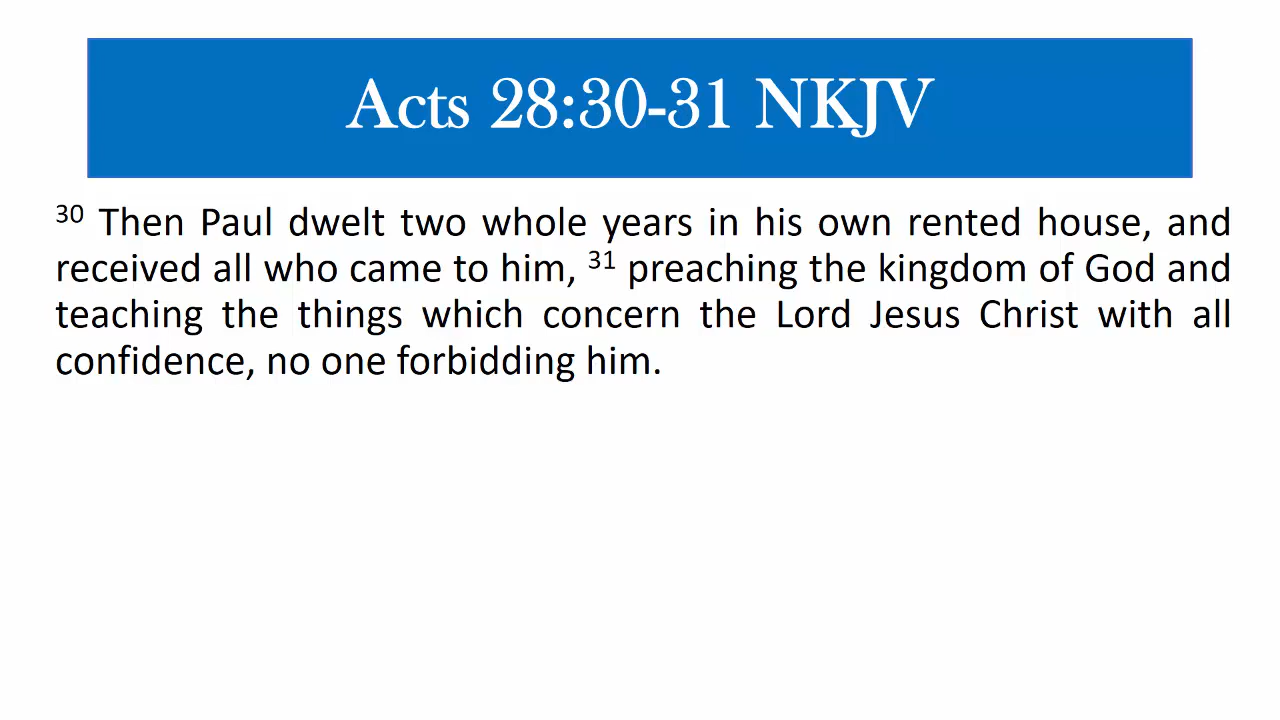 Acts 28:30-31 NKJV
30 Then Paul dwelt two whole years in his own rented house, and
received all who came to him, 31 preaching the kingdom of God and
teaching the things which concern the Lord Jesus Christ with all
confidence, no one forbidding him.